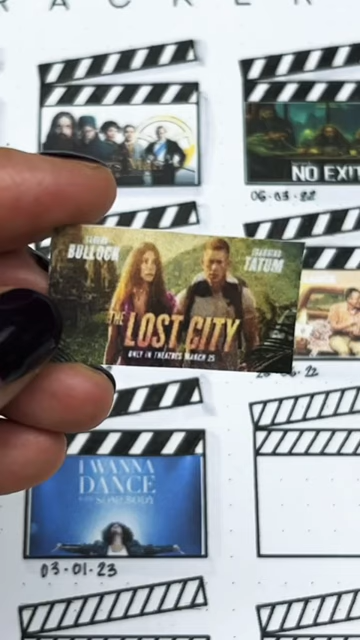 RACKER
NO EXIT
06-03-22
SANDRA
BULLOCK
CHANNING
TATUM
THE LOST CITY
ONLY IN THEATRES MARCH 25
I WANNA
DANCE
WITH SOMEBODY
03-01-23